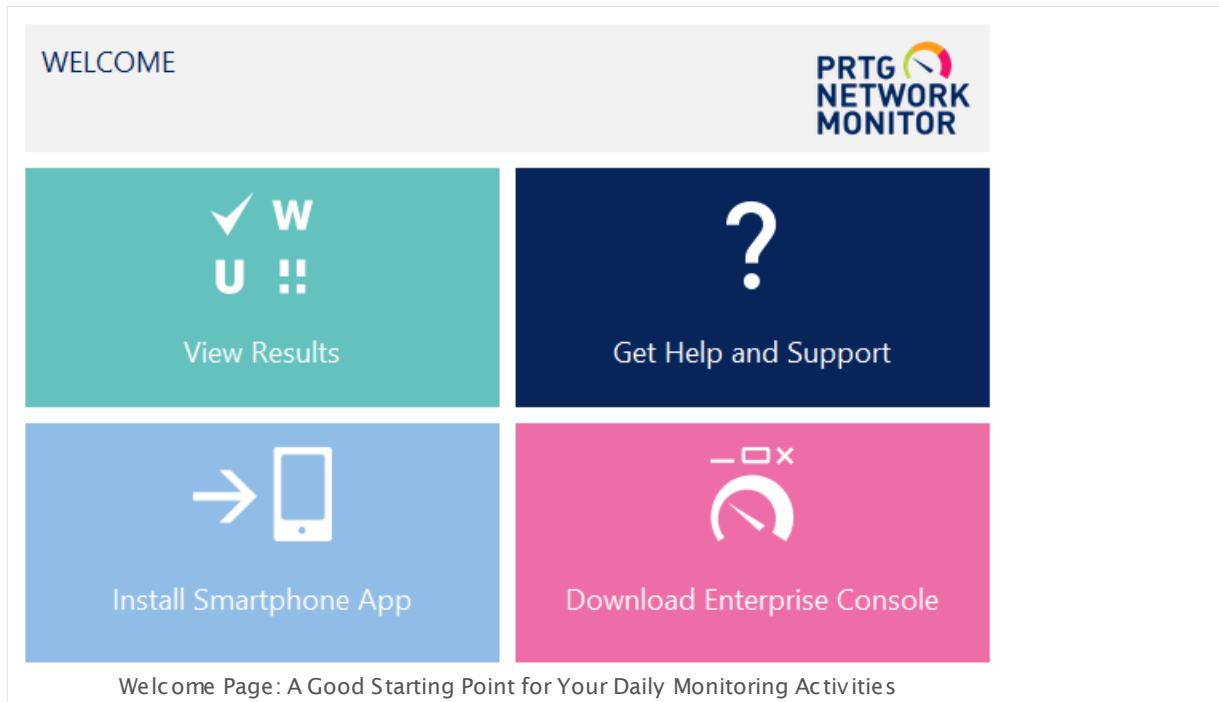 WELCOME
PRTG
NETWORK
MONITOR
W
U !!
View Results
?
Get Help and Support
Install Smartphone App
Download Enterprise Console
Welcome Page: A Good Starting Point for Your Daily Monitoring Activities